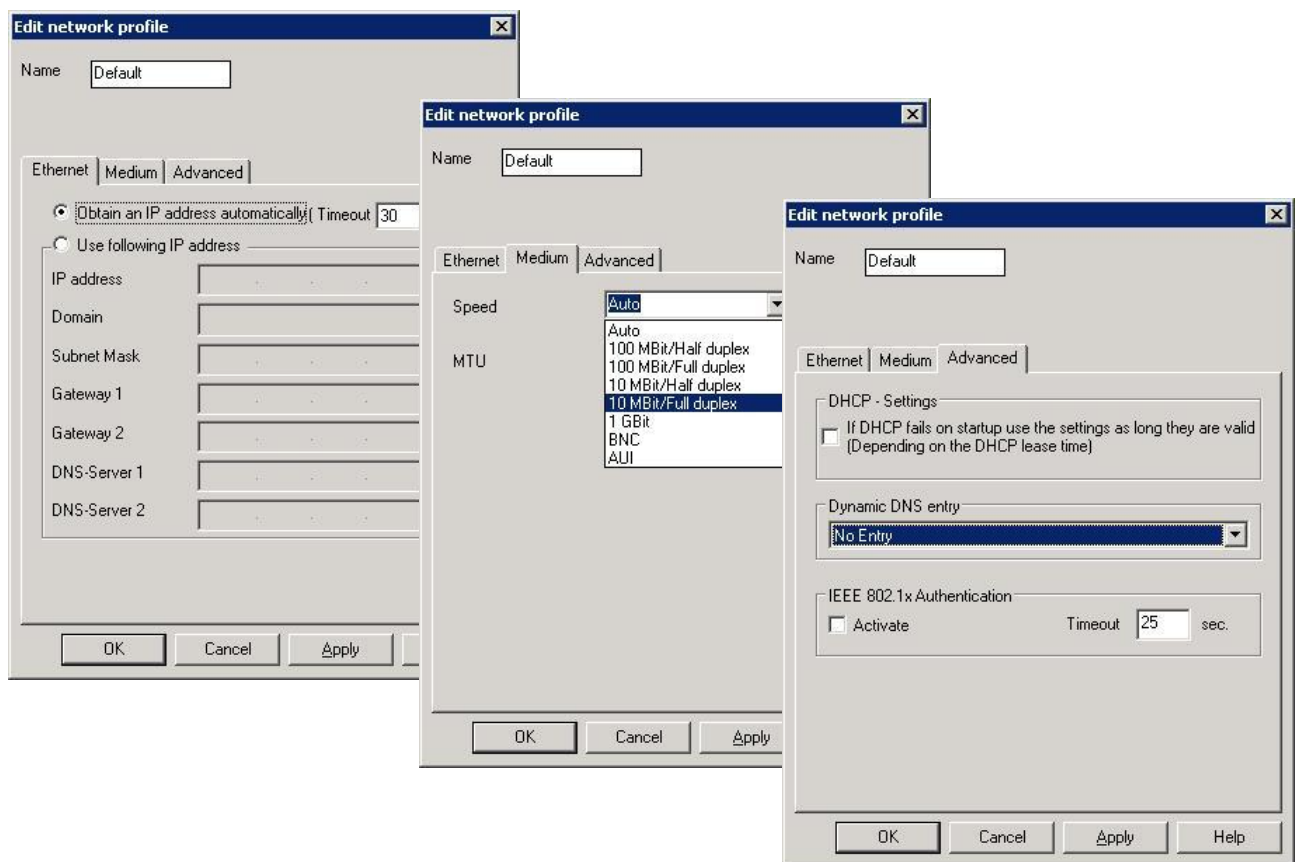 Edit network profile
Name Default
Ethernet Medium Advanced
Obtain an IP address automatically ( Timeout 30
Use following IP address
IP address
Domain
Subnet Mask
Gateway 1
Gateway 2
DNS-Server 1
DNS-Server 2
OK Cancel Apply
Edit network profile
Name Default
Ethernet Medium Advanced
Speed Auto
Auto
100 MBit/Half duplex
MTU
100 MBit/Full duplex
10 MBit/Half duplex
10 MBit/Full duplex
1 GBit
BNC
AUI
OK Cancel Apply
Edit network profile
Name Default
Ethernet Medium Advanced
DHCP - Settings
If DHCP fails on startup use the settings as long they are valid
(Depending on the DHCP lease time)
Dynamic DNS entry
No Entry
IEEE 802.1x Authentication
Activate Timeout 25 sec.
OK Cancel Apply Help